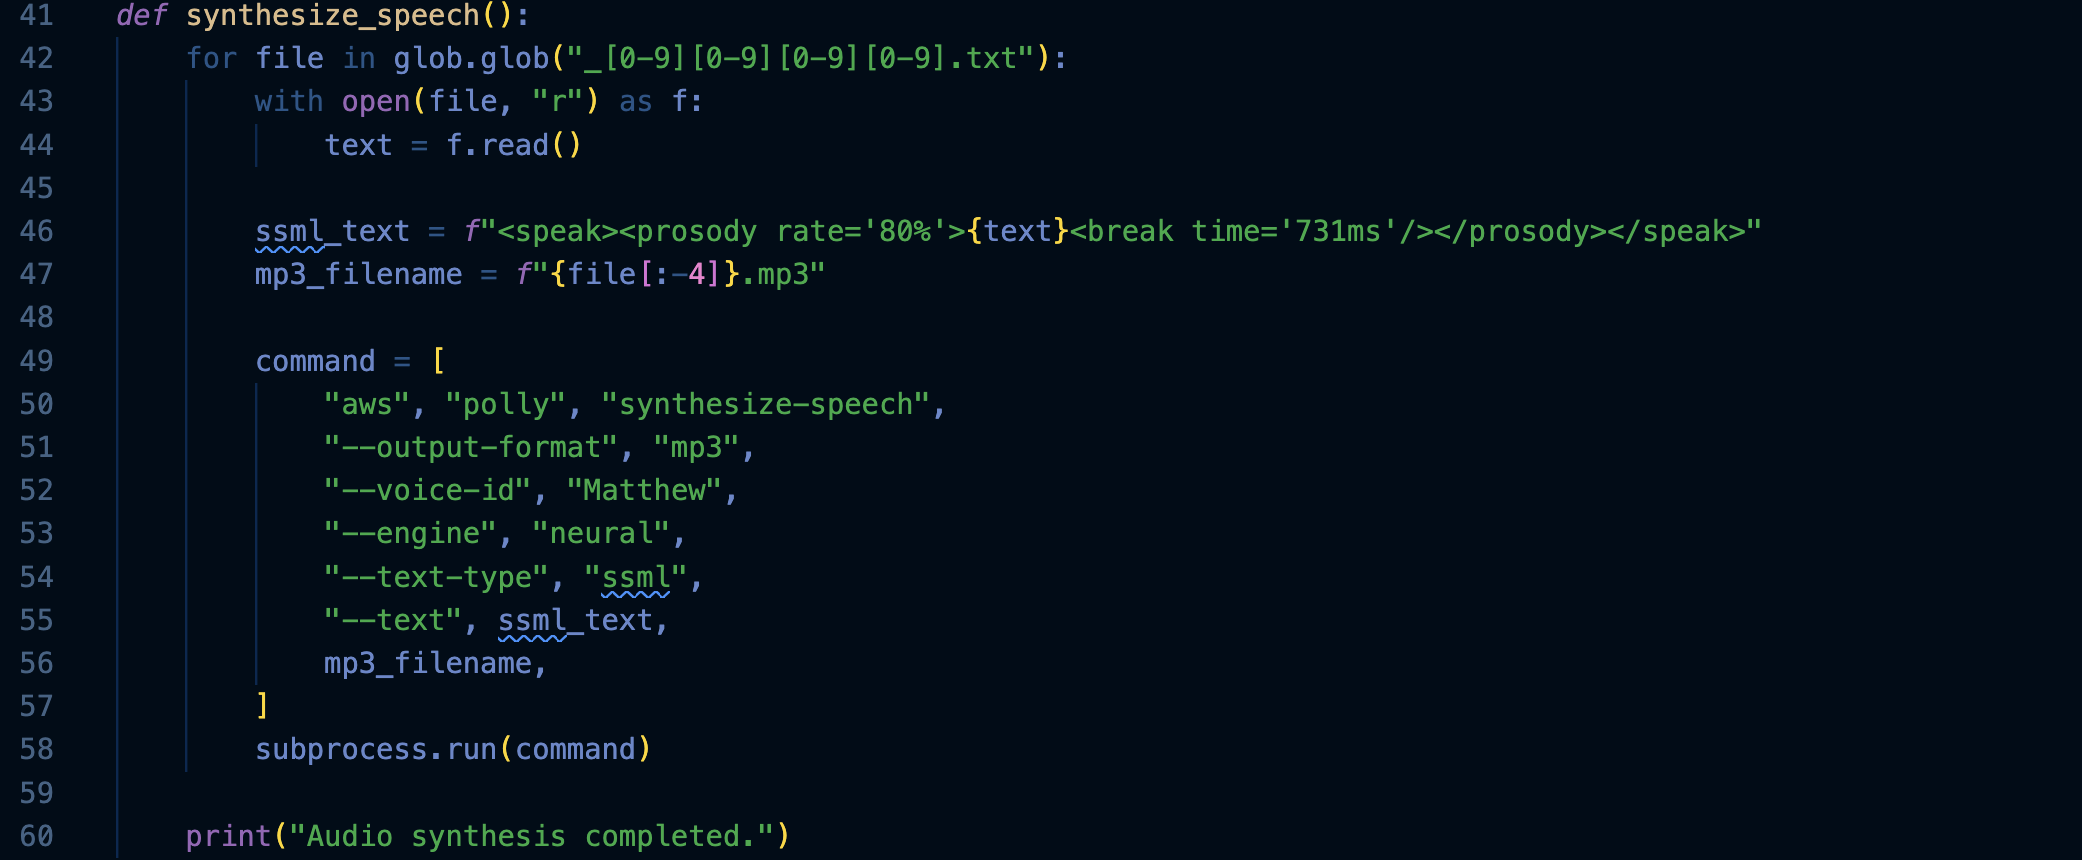 41 def synthesize_speech():
42 for file in glob.glob("_[0-9][0-9][0-9][0-9].txt"):
43 with open(file, "r") as f:
44 text = f.read()
45
46 ssml_text = f"<speak><prosody rate='80%'>{text}<break time='731ms'/></prosody></speak>"
47 mp3_filename = f"{file[:-4]}.mp3"
48
49 command = [
50 "aws", "polly", "synthesize-speech",
51 "--output-format", "mp3",
52 "--voice-id", "Matthew",
53 "--engine", "neural",
54 "--text-type", "ssml",
55 "--text", ssml_text,
56 mp3_filename,
57 ]
58 subprocess.run(command)
59
60 print("Audio synthesis completed.")